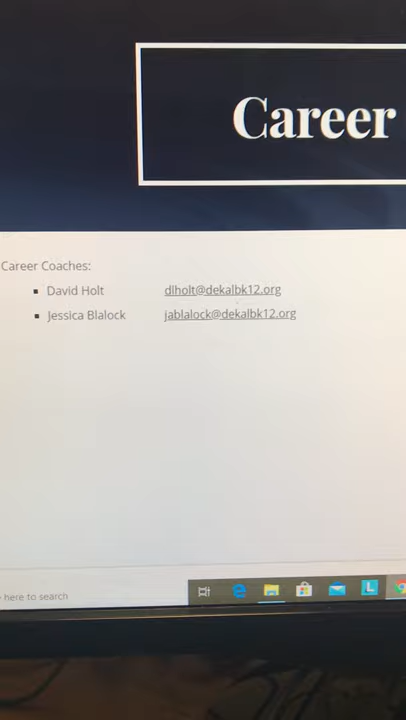 Career
Career Coaches:
David Holt dlholt@dekalbk12.org
Jessica Blalock jablalock@dekalbk12.org
here to search
L